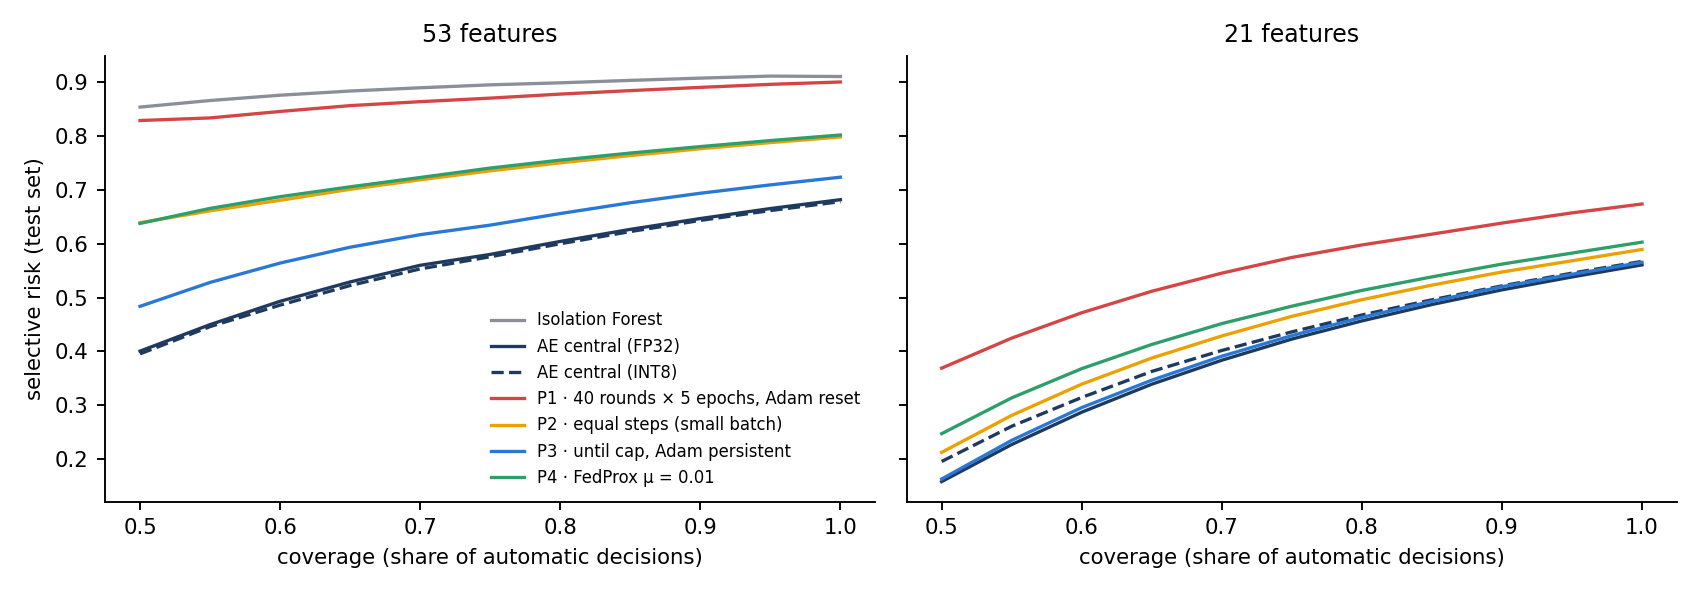 53 features
21 features
selective risk (test set)
0.9
0.8
0.7
0.6
0.5
0.4
0.3
0.2
Isolation Forest
AE central (FP32)
AE central (INT8)
P1 · 40 rounds × 5 epochs, Adam reset
P2 · equal steps (small batch)
P3 · until cap, Adam persistent
P4 · FedProx μ = 0.01
0.5 0.6 0.7 0.8 0.9 1.0
0.5 0.6 0.7 0.8 0.9 1.0
coverage (share of automatic decisions)
coverage (share of automatic decisions)